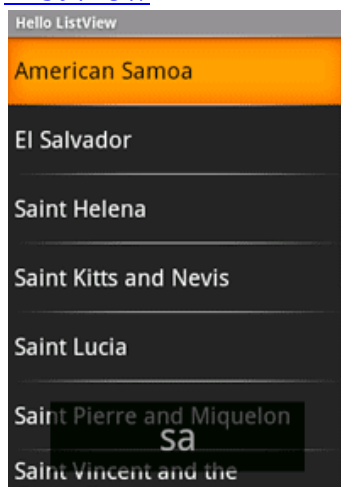 Hello ListView
American Samoa
El Salvador
Saint Helena
Saint Kitts and Nevis
Saint Lucia
Saint Pierre and Miquelon
sa
Saint Vincent and the